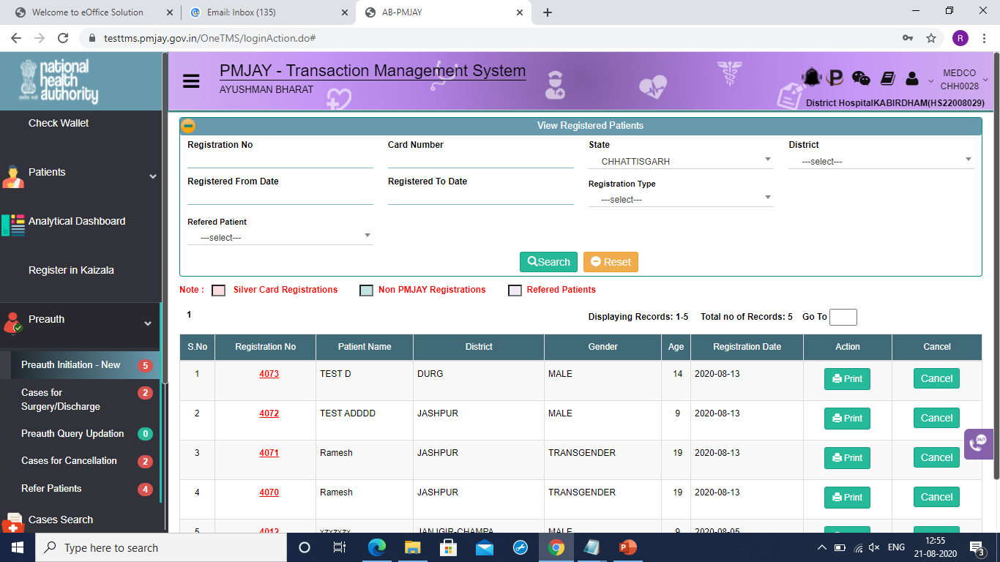 Welcome to eOffice Solution
Email: Inbox (135)
AB-PMJAY
testtms.pmjay.gov.in/OneTMS/loginAction.do#
R
national
health
authority
PMJAY - Transaction Management System
AYUSHMAN BHARAT
MEDCO
CHH0028
District HospitalKABIRDHAM(HS22008029)
Check Wallet
Patients
Analytical Dashboard
Register in Kaizala
Preauth
Preauth Initiation - New 5
Cases for 2
Surgery/Discharge
Preauth Query Updation 0
Cases for Cancellation 2
Refer Patients 4
Cases Search
View Registered Patients
Registration No Card Number State District
CHHATTISGARH ---select---
Registered From Date Registered To Date Registration Type
---select---
Refered Patient
---select---
Search Reset
Note : Silver Card Registrations Non PMJAY Registrations Refered Patients
1 Displaying Records: 1-5 Total no of Records: 5 Go To
S.No Registration No Patient Name District Gender Age Registration Date Action Cancel
1 4073 TEST D DURG MALE 14 2020-08-13 Print Cancel
2 4072 TEST ADDDD JASHPUR MALE 9 2020-08-13 Print Cancel
3 4071 Ramesh JASHPUR TRANSGENDER 19 2020-08-13 Print Cancel
4 4070 Ramesh JASHPUR TRANSGENDER 19 2020-08-13 Print Cancel
5 4012 JANJGIR-CHAMPA MALE 9 2020-08-05
24/7
Type here to search
ENG
12:55
21-08-2020
3